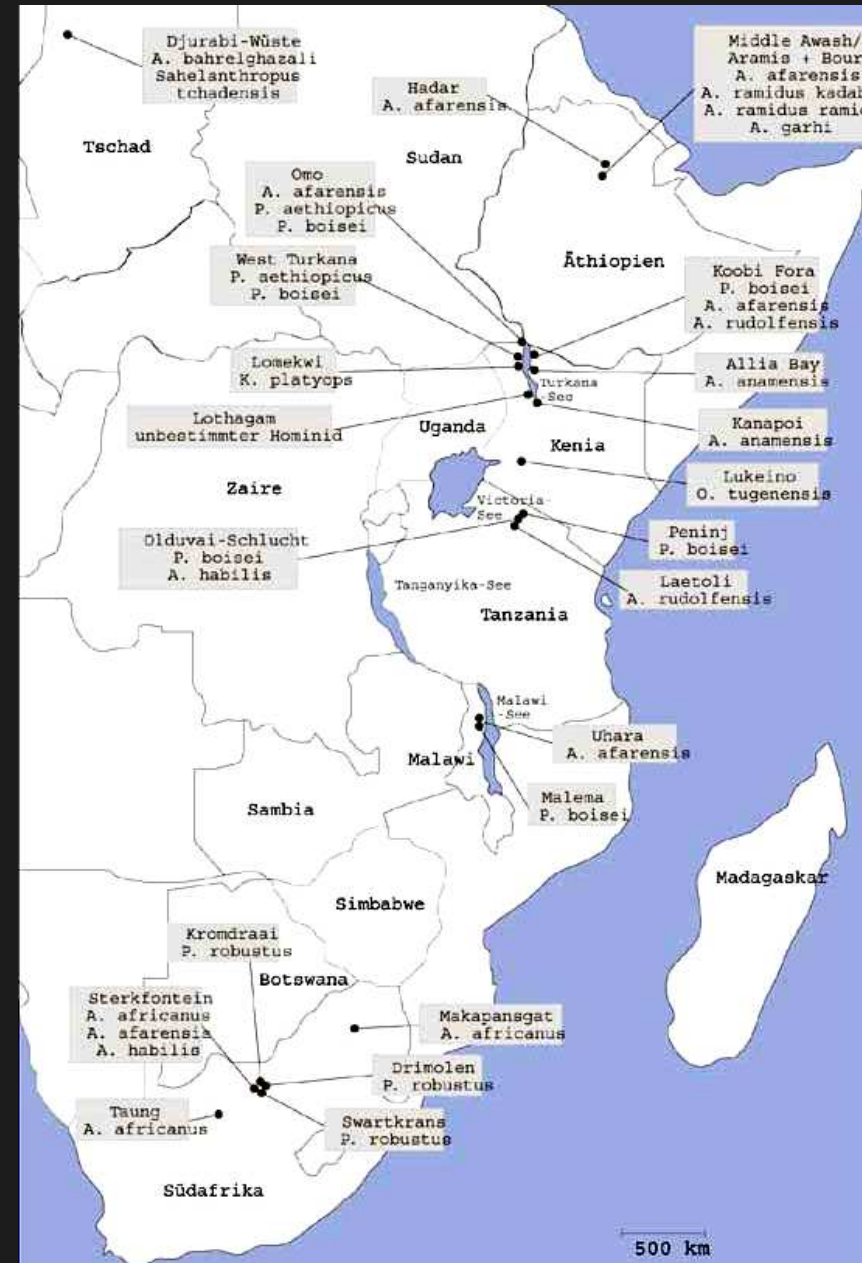 Djurabi-Wüste
A. bahrelghazali
Sahelanthropus
tchadensis
Middle Awash/
Aramis + Bour
A. afarensis
A. ramidus kadab
A. ramidus ramid
A. garhi
Hadar
A. afarensis
Tschad
Sudan
Omo
A. afarensis
P. aethiopicus
P. boisei
Äthiopien
West Turkana
P. aethiopicus
P. boisei
Koobi Fora
P. boisei
A. afarensis
A. rudolfensis
Lomekwi
K. platyops
Allia Bay
A. anamensis
Turkana
-See
Lothagam
unbestimmter Hominid
Uganda
Kenia
Kanapoi
A. anamensis
Zaire
Lukeino
O. tugenensis
Victoria-
See
Olduvai-Schlucht
P. boisei
A. habilis
Peninj
P. boisei
Tanganyika-See
Laetoli
A. rudolfensis
Tanzania
Malawi
-See
Uhara
A. afarensis
Malawi
Malema
P. boisei
Sambia
Madagaskar
Simbabwe
Kromdraai
P. robustus
Botswana
Sterkfontein
A. africanus
A. afarensis
A. habilis
Makapansgat
A. africanus
Drimolen
P. robustus
Taung
A. africanus
Swartkrans
P. robustus
Südafrika
500 km